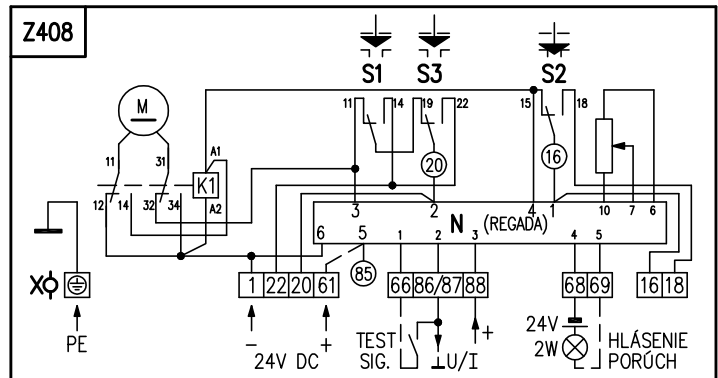 Z408
S1 S3 S2
M
11 14 19 22 15 18
11 31 A1
20 16
K1
12 14 32 34 A2
3 2 4 1 10 7 6
N (REGADA)
6 5 1 2 3 4 5
85
X 1 22 20 61 66 86/87 88 68 69 16 18
PE
- +
24V DC
TEST
SIG.
U/I
+
24V
2W
HLÁSENIE
PORÚCH